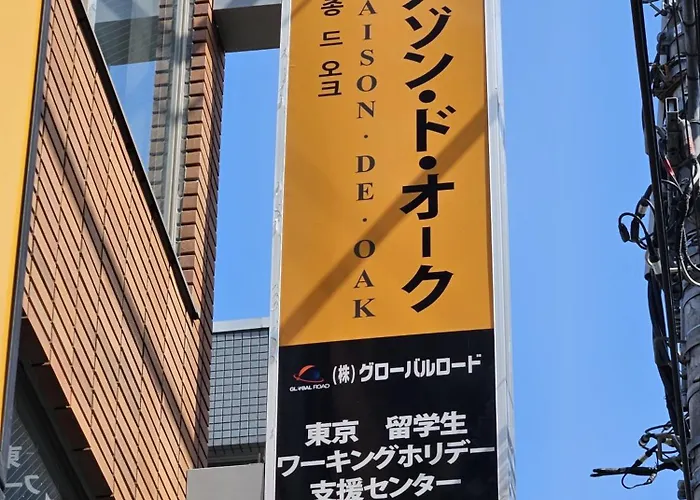 ゾン・ド・オーク
AISON・DE・OAK
종 드 오크
GLOBAL ROAD
(株)グローバルロード
東京 留学生
ワーキングホリデー
支援センター